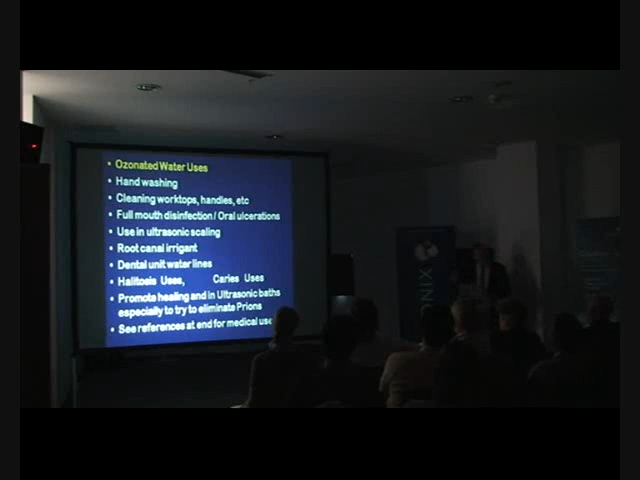 • Ozonated Water Uses
• Hand washing
• Cleaning worktops, handles, etc
• Full mouth disinfection / Oral ulcerations
• Use in ultrasonic scaling
• Root canal irrigant
• Dental unit water lines
• Halitosis Uses, Caries Uses
• Promote healing and in Ultrasonic baths
especially to try to eliminate Prions
• See references at end for medical use
NIX